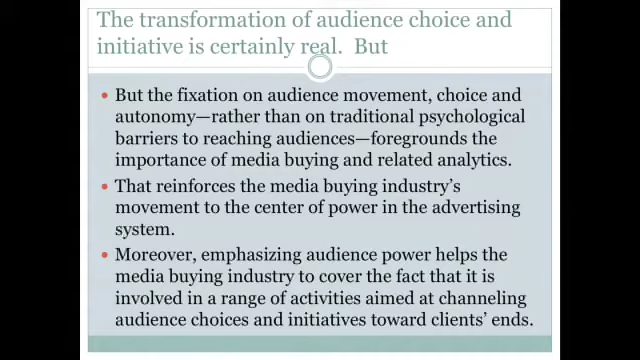 The transformation of audience choice and
initiative is certainly real.  But
• But the fixation on audience movement, choice and
autonomy—rather than on traditional psychological
barriers to reaching audiences—foregrounds the
importance of media buying and related analytics.
• That reinforces the media buying industry's
movement to the center of power in the advertising
system.
• Moreover, emphasizing audience power helps the
media buying industry to cover the fact that it is
involved in a range of activities aimed at channeling
audience choices and initiatives toward clients' ends.